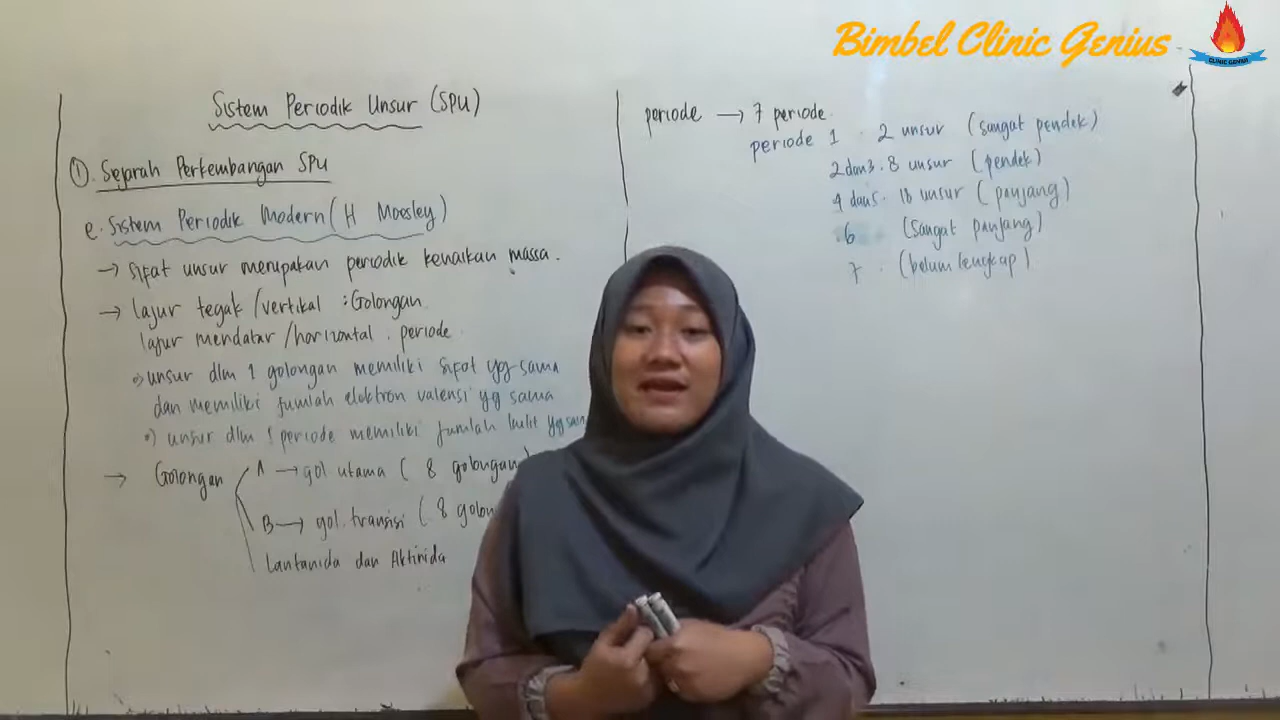 Bimbel Clinic Genius
CLINIC GENIUS
Sistem Periodik Unsur (SPU)
①. Sejarah Perkembangan SPU
e. Sistem Periodik Modern (H Moesley)
→ Sifat unsur merupakan periodik kenaikan massa.
→ lajur tegak /vertikal : Golongan
lajur mendatar /horizontal . periode
•) unsur dlm 1 golongan memiliki sifat yg sama
dan memiliki jumlah elektron valensi yg sama
•) unsur dlm 1 periode memiliki jumlah kulit yg sam
→ Golongan
A → gol utama ( 8 golongan)
B → gol. transisi ( 8 golon
Lantanida dan Aktinida
periode → 7 periode.
periode 1 . 2 unsur (sangat pendek)
2 dan 3 . 8 unsur (pendek)
4 dan 5 . 18 unsur (panjang)
.6 (sangat panjang)
7 . (belum lengkap)